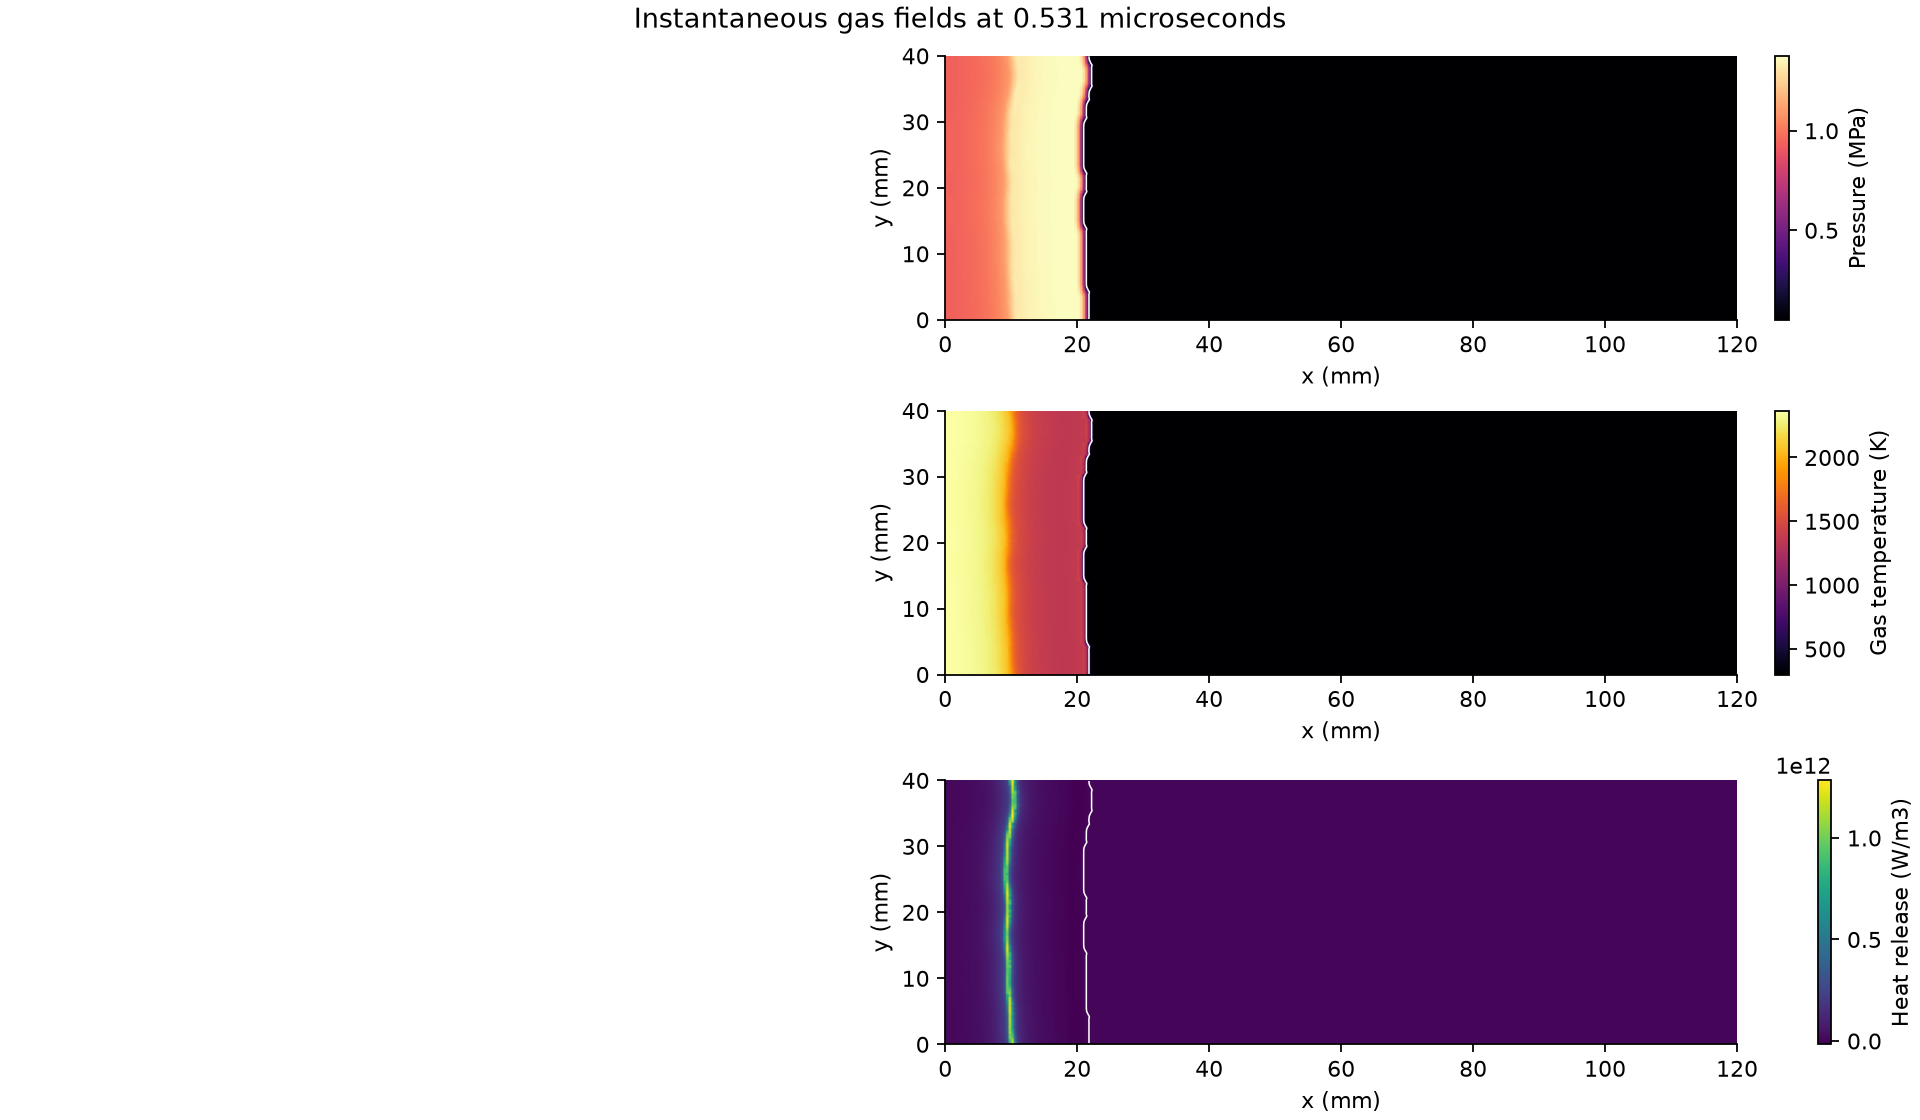 Instantaneous gas fields at 0.531 microseconds
40
30
20
10
0
y (mm)
0 20 40 60 80 100 120
x (mm)
1.0
0.5
Pressure (MPa)
40
30
20
10
0
y (mm)
0 20 40 60 80 100 120
x (mm)
2000
1500
1000
500
Gas temperature (K)
1e12
40
30
20
10
0
y (mm)
0 20 40 60 80 100 120
x (mm)
1.0
0.5
0.0
Heat release (W/m3)